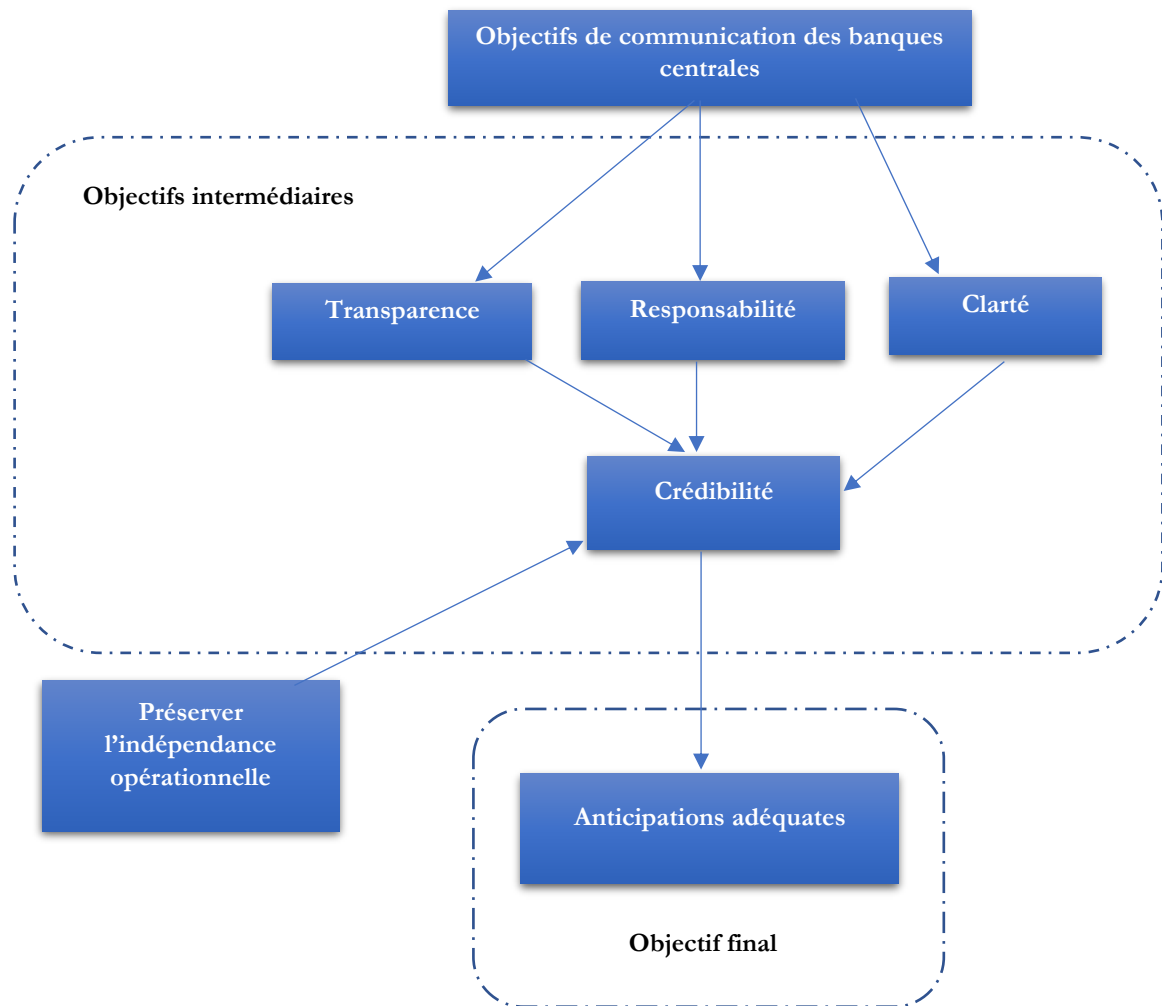 Objectifs de communication des banques
centrales
Objectifs intermédiaires
Transparence
Responsabilité
Clarté
Crédibilité
Préserver
l’indépendance
opérationnelle
Anticipations adéquates
Objectif final